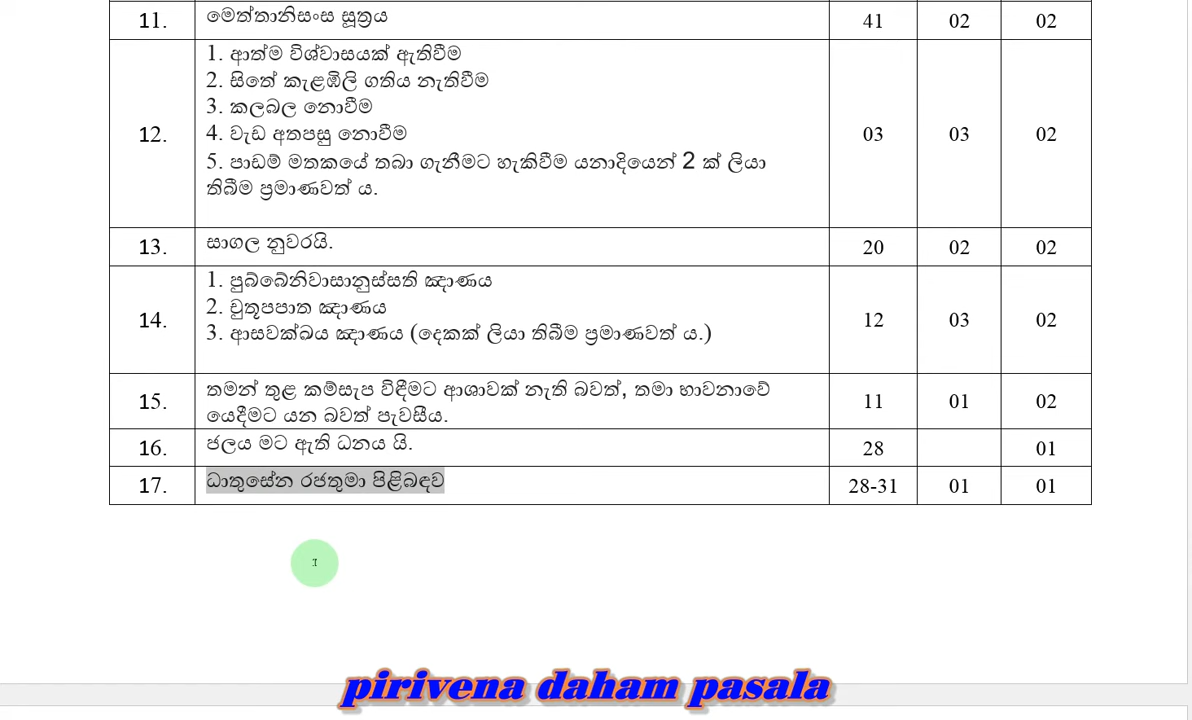 11. මෙත්තානිසංස සූත්‍රය 41 02 02
1. ආත්ම විශ්වාසයක් ඇතිවීම
2. සිතේ කැළඹිලි ගතිය නැතිවීම
3. කලබල නොවීම
12. 4. වැඩ අතපසු නොවීම 03 03 02
5. පාඩම් මතකයේ තබා ගැනීමට හැකිවීම යනාදියෙන් 2 ක් ලියා
තිබීම ප්‍රමාණවත් ය.
13. සාගල නුවරයි. 20 02 02
1. පුබ්බේනිවාසානුස්සති ඤාණය
2. චුතූපපාත ඤාණය
14. 3. ආසවක්ඛය ඤාණය (දෙකක් ලියා තිබීම ප්‍රමාණවත් ය.) 12 03 02
15. තමන් තුළ කම්සැප විඳීමට ආශාවක් නැති බවත්, තමා භාවනාවේ 11 01 02
යෙදීමට යන බවත් පැවසීය.
16. ජලය මට ඇති ධනය යි. 28 01
17. ධාතුසේන රජතුමා පිළිබඳව 28-31 01 01
pirivena daham pasala